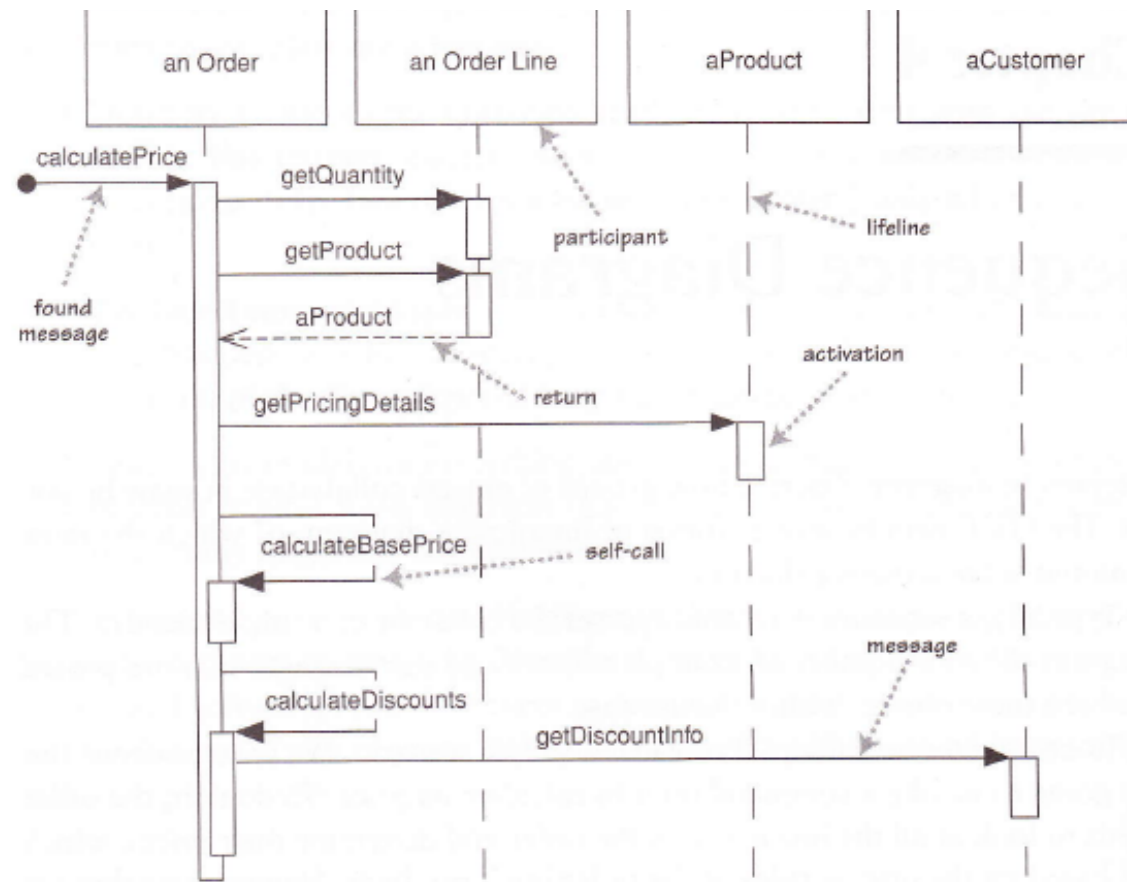 an Order
an Order Line
aProduct
aCustomer
calculatePrice
getQuantity
participant
lifeline
getProduct
found
message
aProduct
return
activation
getPricingDetails
calculateBasePrice
self-call
message
calculateDiscounts
getDiscountInfo